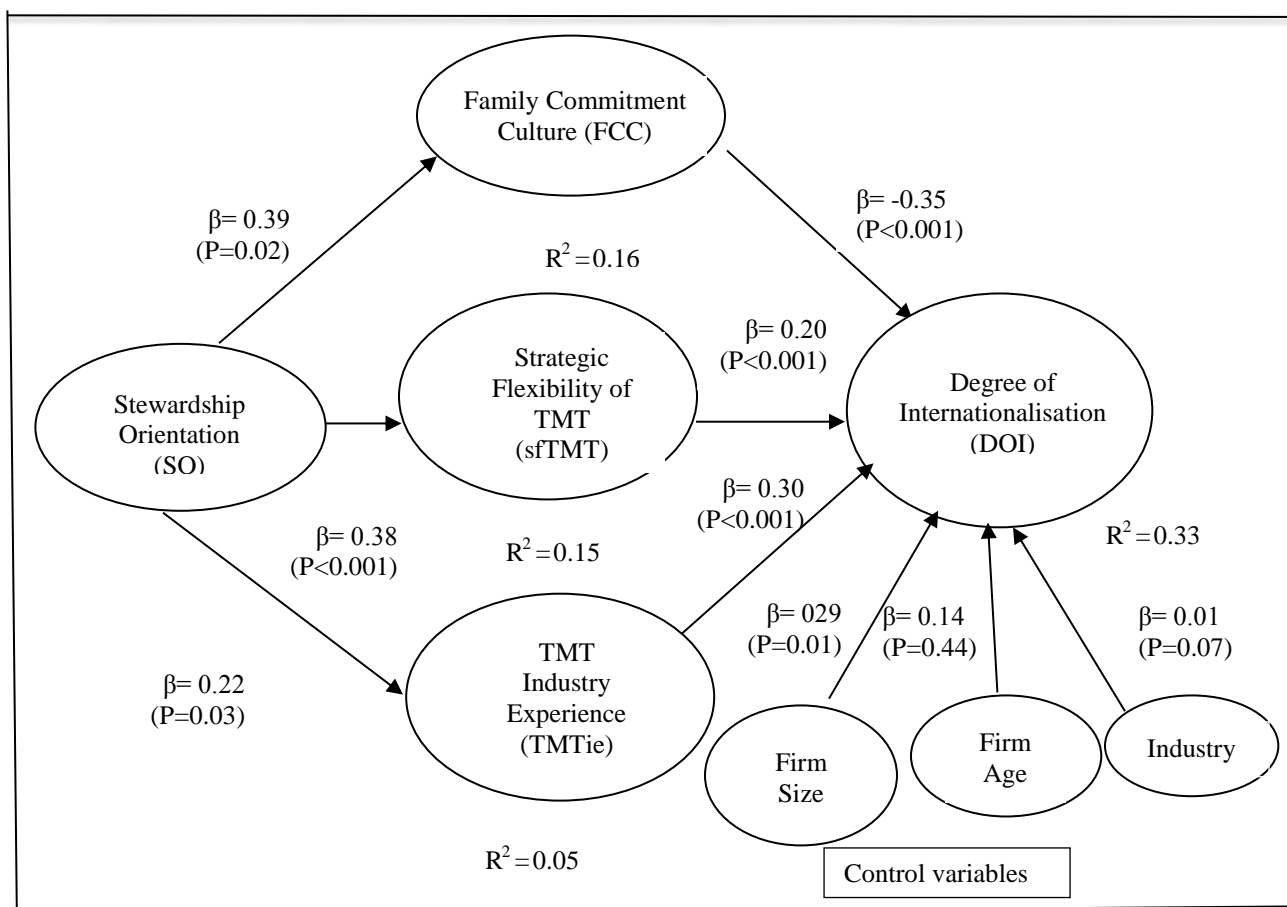 Family Commitment
Culture (FCC)
β= 0.39
(P=0.02)
β= -0.35
(P<0.001)
R² = 0.16
Stewardship
Orientation
(SO)
Strategic
Flexibility of
TMT
(sfTMT)
β= 0.20
(P<0.001)
Degree of
Internationalisation
(DOI)
β= 0.38
(P<0.001)
R² = 0.15
β= 0.30
(P<0.001)
R² = 0.33
β= 0.22
(P=0.03)
TMT
Industry
Experience
(TMTie)
β= 029
(P=0.01)
β= 0.14
(P=0.44)
β= 0.01
(P=0.07)
Firm
Size
Firm
Age
Industry
R² = 0.05
Control variables